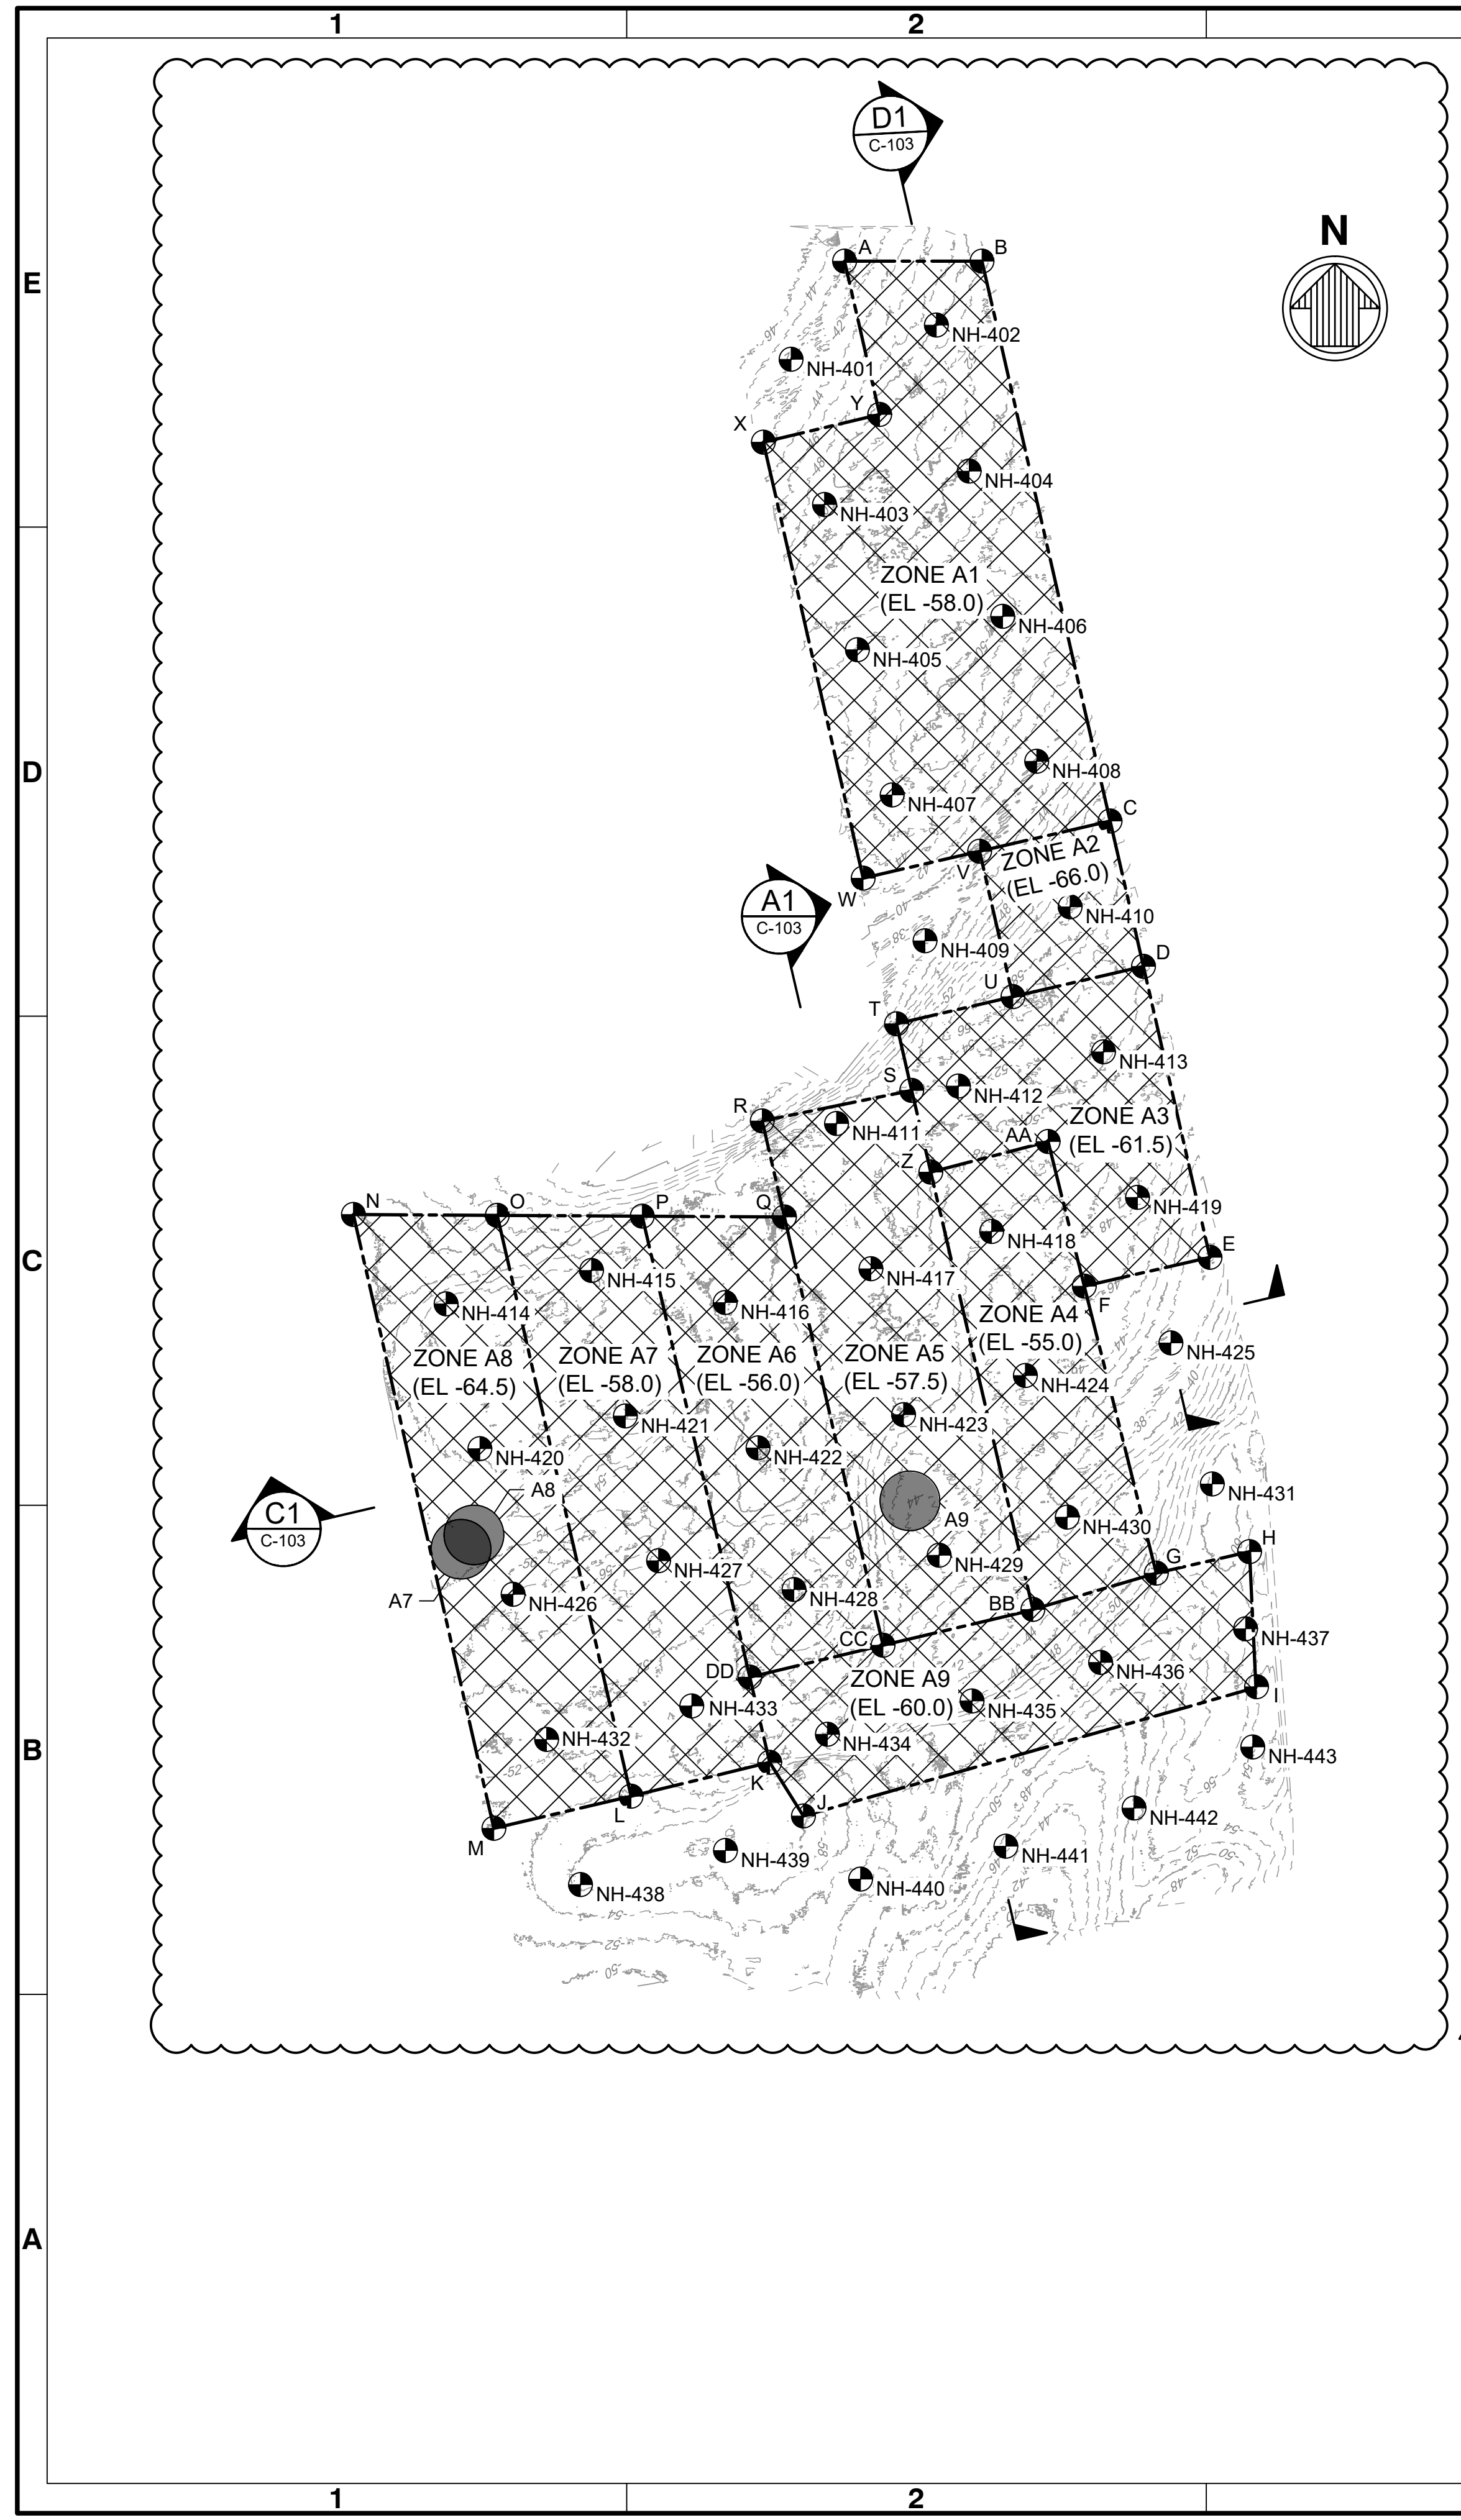 1
2
D1
C-103
N
A
B
E
NH-402
NH-401
Y
X
NH-404
NH-403
ZONE A1
(EL -58.0)
NH-406
NH-405
D
NH-408
NH-407
C
ZONE A2
(EL -66.0)
V
W
A1
C-103
NH-410
NH-409
D
U
T
NH-413
S
NH-412
R
NH-411
ZONE A3
(EL -61.5)
AA
Z
N
O
P
Q
NH-419
NH-418
C
E
NH-417
NH-415
NH-414
NH-416
F
ZONE A4
(EL -55.0)
NH-425
ZONE A8
(EL -64.5)
ZONE A7
(EL -58.0)
ZONE A6
(EL -56.0)
ZONE A5
(EL -57.5)
NH-424
NH-421
NH-423
NH-420
NH-422
A8
NH-431
C1
C-103
A9
NH-430
H
G
NH-429
NH-427
A7
NH-426
NH-428
BB
CC
NH-437
DD
NH-436
ZONE A9
(EL -60.0)
I
NH-433
NH-435
B
NH-432
NH-434
NH-443
K
J
L
NH-442
M
NH-439
NH-441
NH-438
NH-440
-54
-52
A
1
2